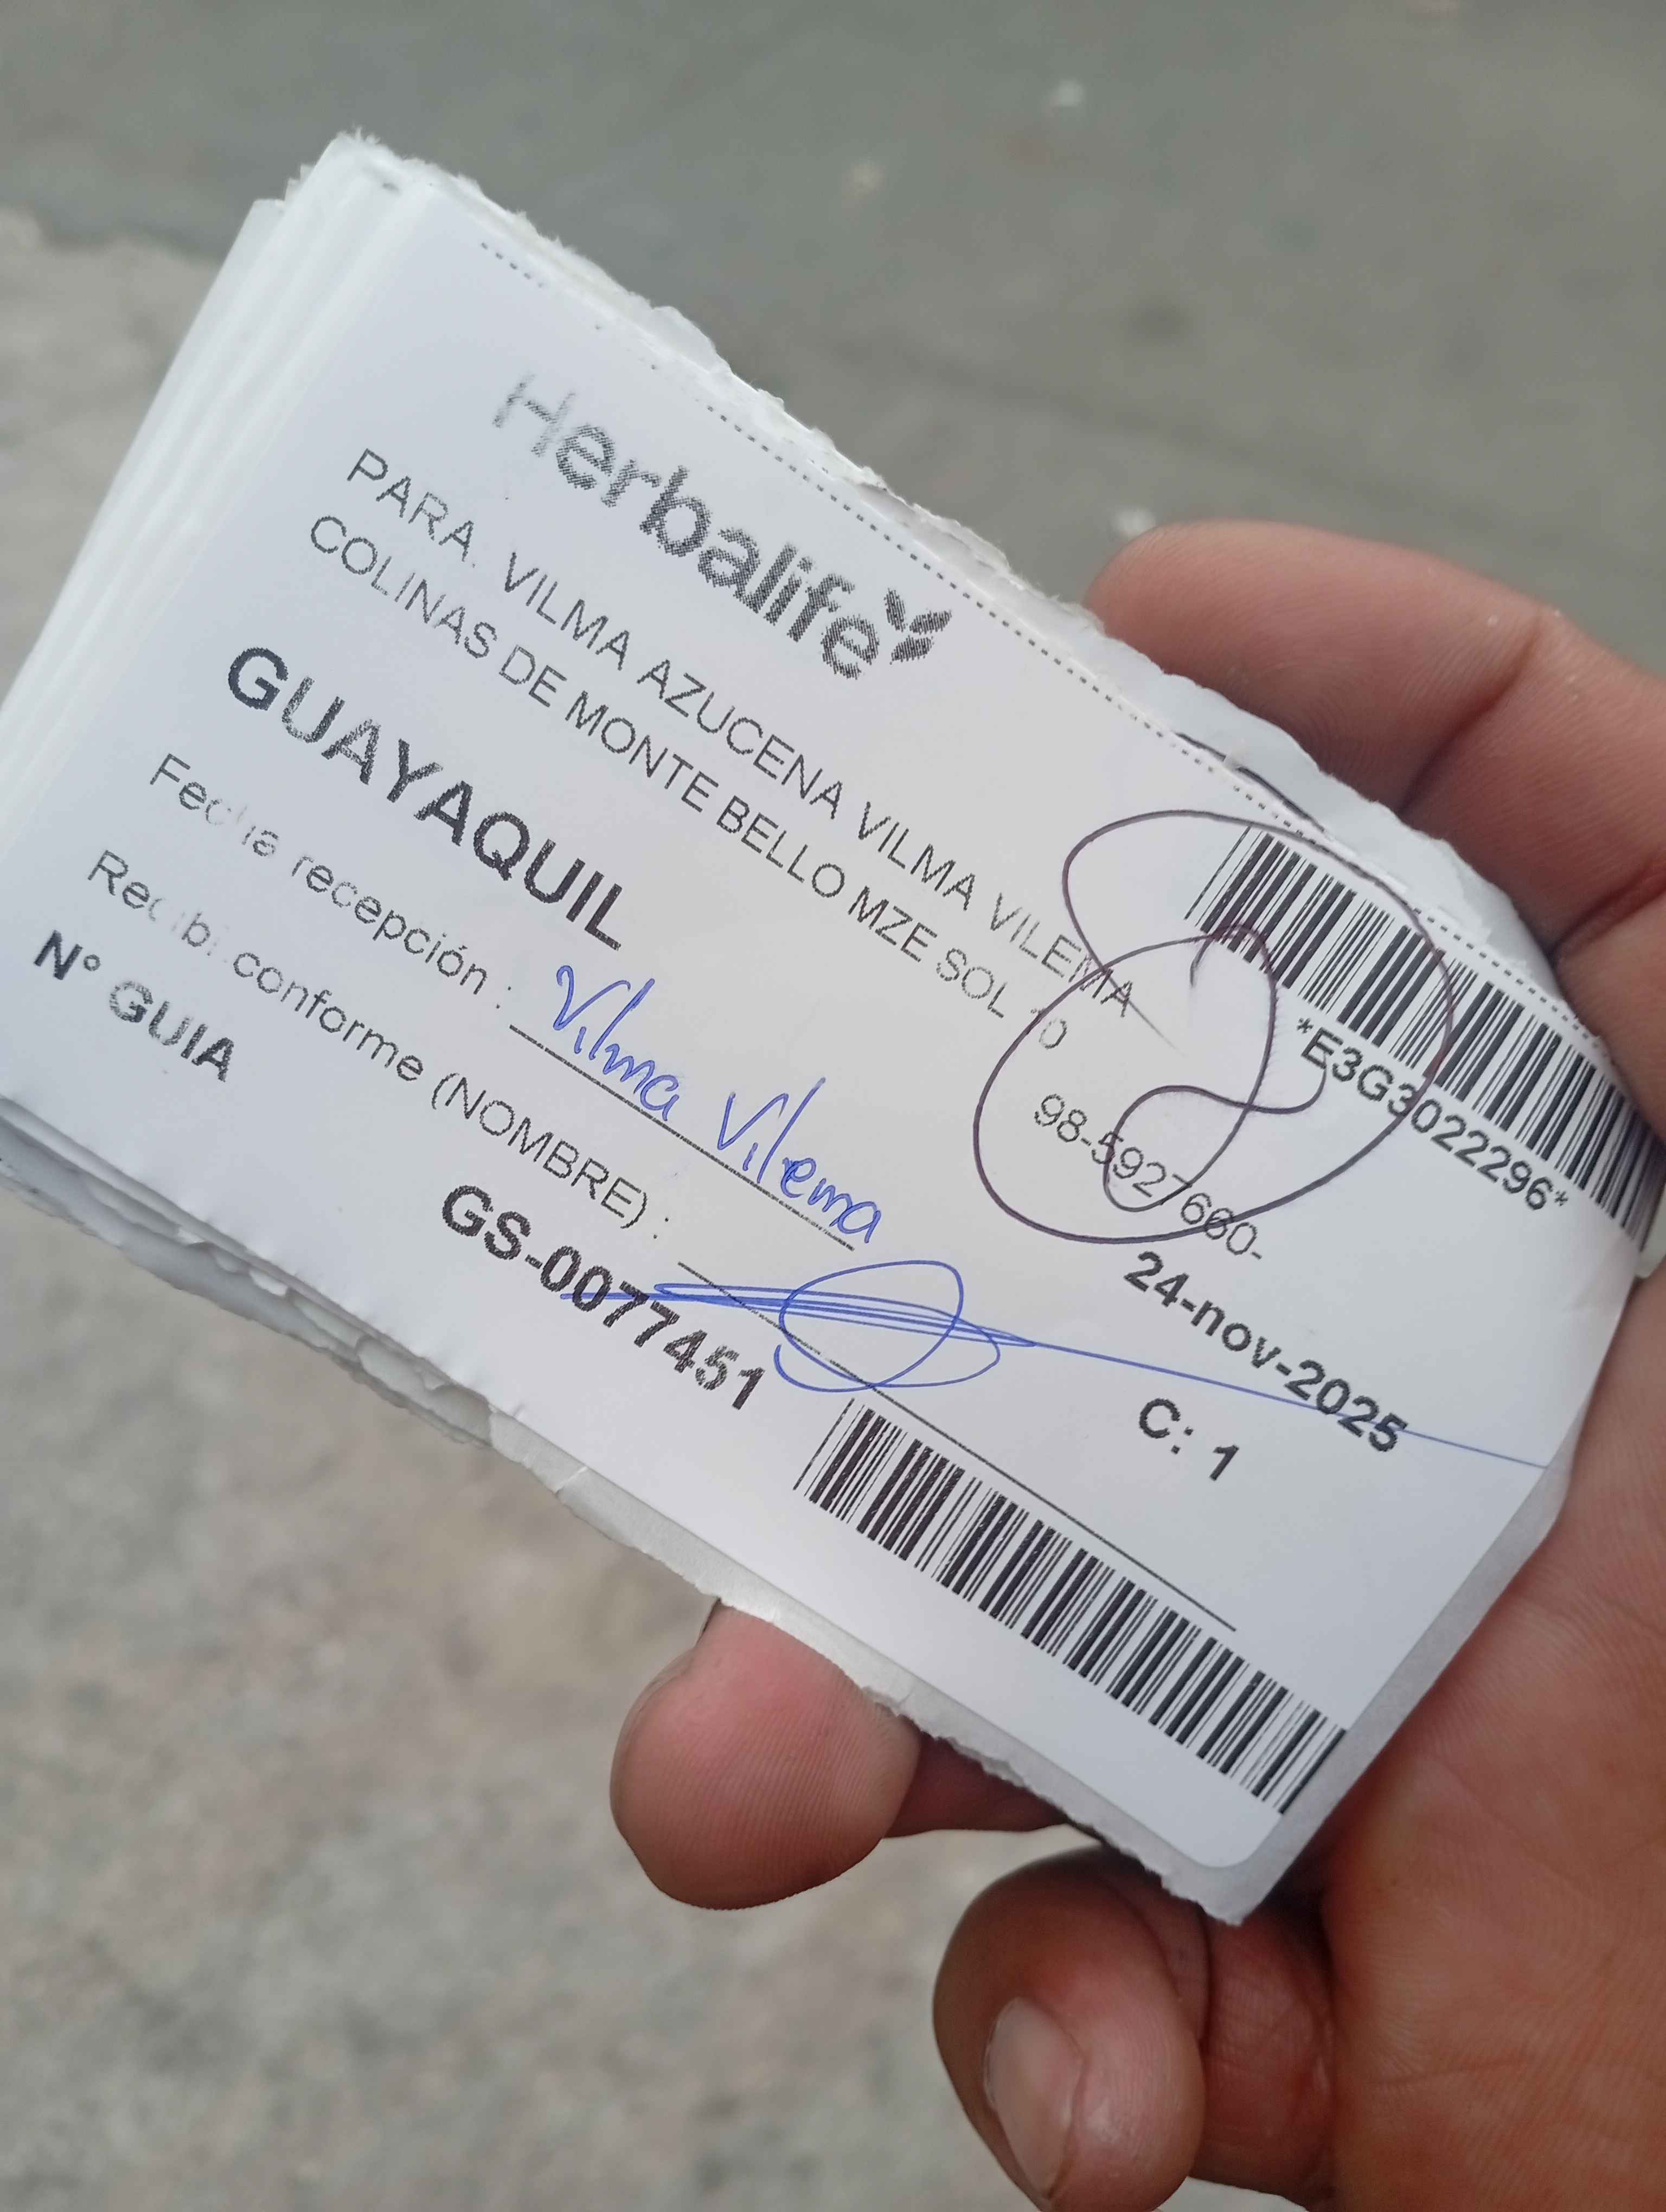 Herbalife
*E3G3022296*
PARA. VILMA AZUCENA VILMA VILEMA
COLINAS DE MONTE BELLO MZE SOL 10
98-5927660-
GUAYAQUIL
24-nov-2025
Fecha recepción : Vilma Vilema
C: 1
Recibi conforme (NOMBRE) :
N° GUIA
GS-0077451